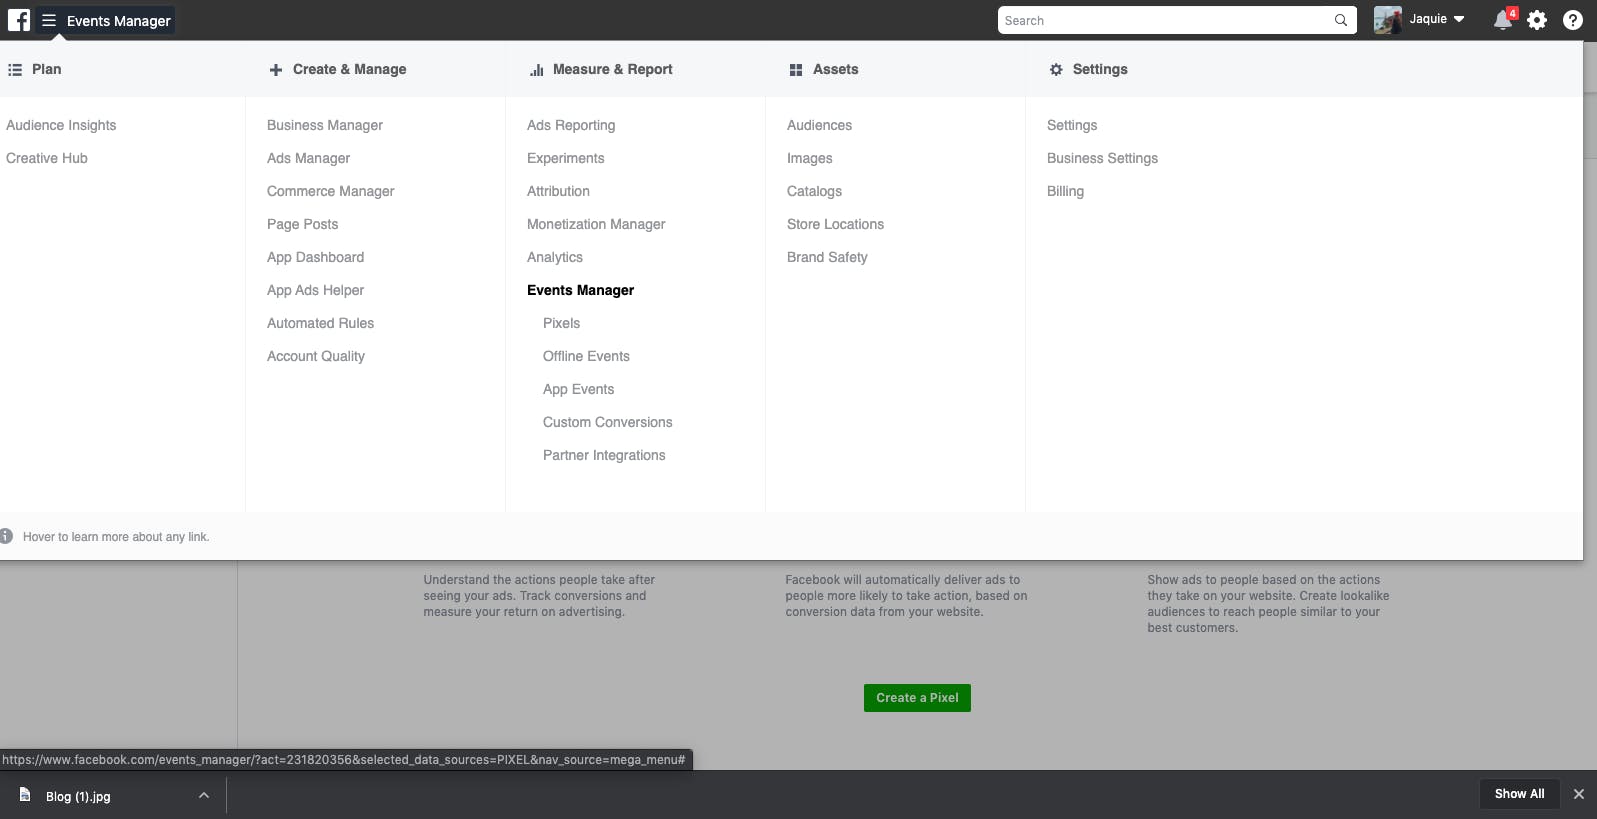 Events Manager
Search
Jaquie
4
Plan
Create & Manage
Measure & Report
Assets
Settings
Audience Insights
Creative Hub
Business Manager
Ads Manager
Commerce Manager
Page Posts
App Dashboard
App Ads Helper
Automated Rules
Account Quality
Ads Reporting
Experiments
Attribution
Monetization Manager
Analytics
Events Manager
Pixels
Offline Events
App Events
Custom Conversions
Partner Integrations
Audiences
Images
Catalogs
Store Locations
Brand Safety
Settings
Business Settings
Billing
Hover to learn more about any link.
Understand the actions people take after
seeing your ads. Track conversions and
measure your return on advertising.
Facebook will automatically deliver ads to
people more likely to take action, based on
conversion data from your website.
Show ads to people based on the actions
they take on your website. Create lookalike
audiences to reach people similar to your
best customers.
Create a Pixel
https://www.facebook.com/events_manager/?act=231820356&selected_data_sources=PIXEL&nav_source=mega_menu#
Blog (1).jpg
Show All